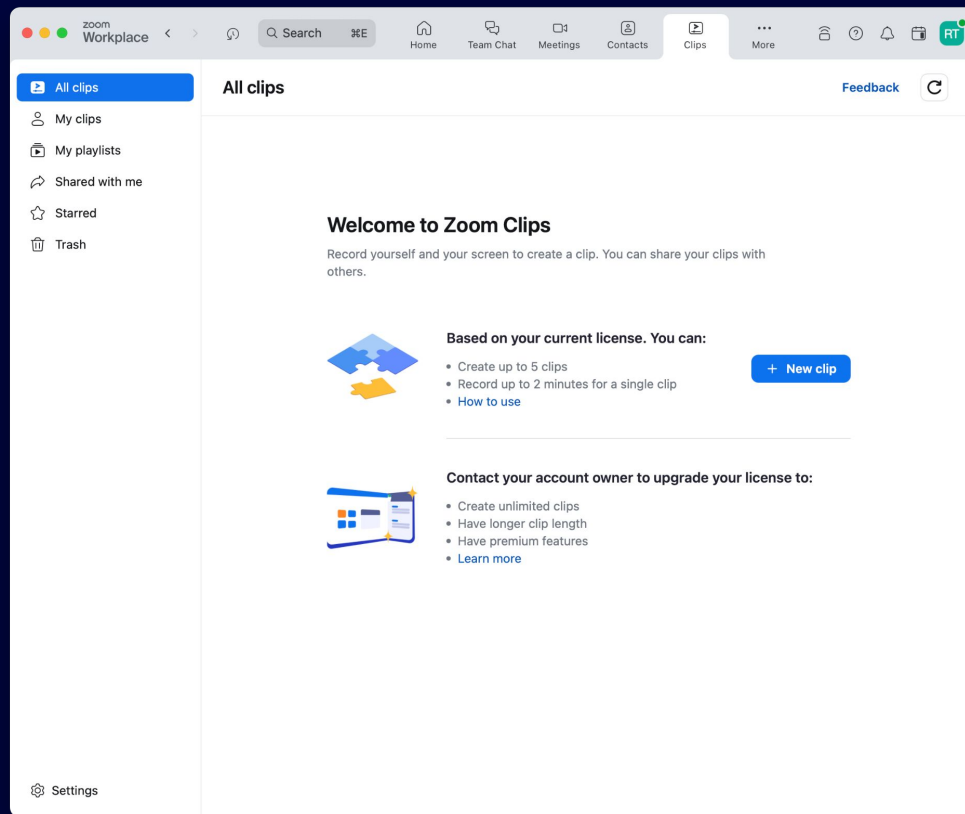 zoom
Workplace
Search ⌘E
Home
Team Chat
Meetings
Contacts
Clips
More
RT
All clips
My clips
My playlists
Shared with me
Starred
Trash
Settings
All clips
Feedback
Welcome to Zoom Clips
Record yourself and your screen to create a clip. You can share your clips with
others.
Based on your current license. You can:
• Create up to 5 clips
• Record up to 2 minutes for a single clip
• How to use
+ New clip
Contact your account owner to upgrade your license to:
• Create unlimited clips
• Have longer clip length
• Have premium features
• Learn more